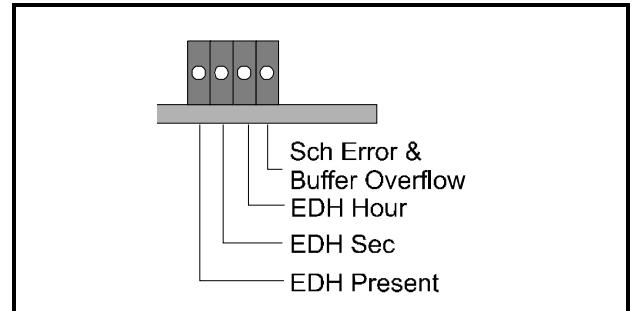 Sch Error &
Buffer Overflow
EDH Hour
EDH Sec
EDH Present